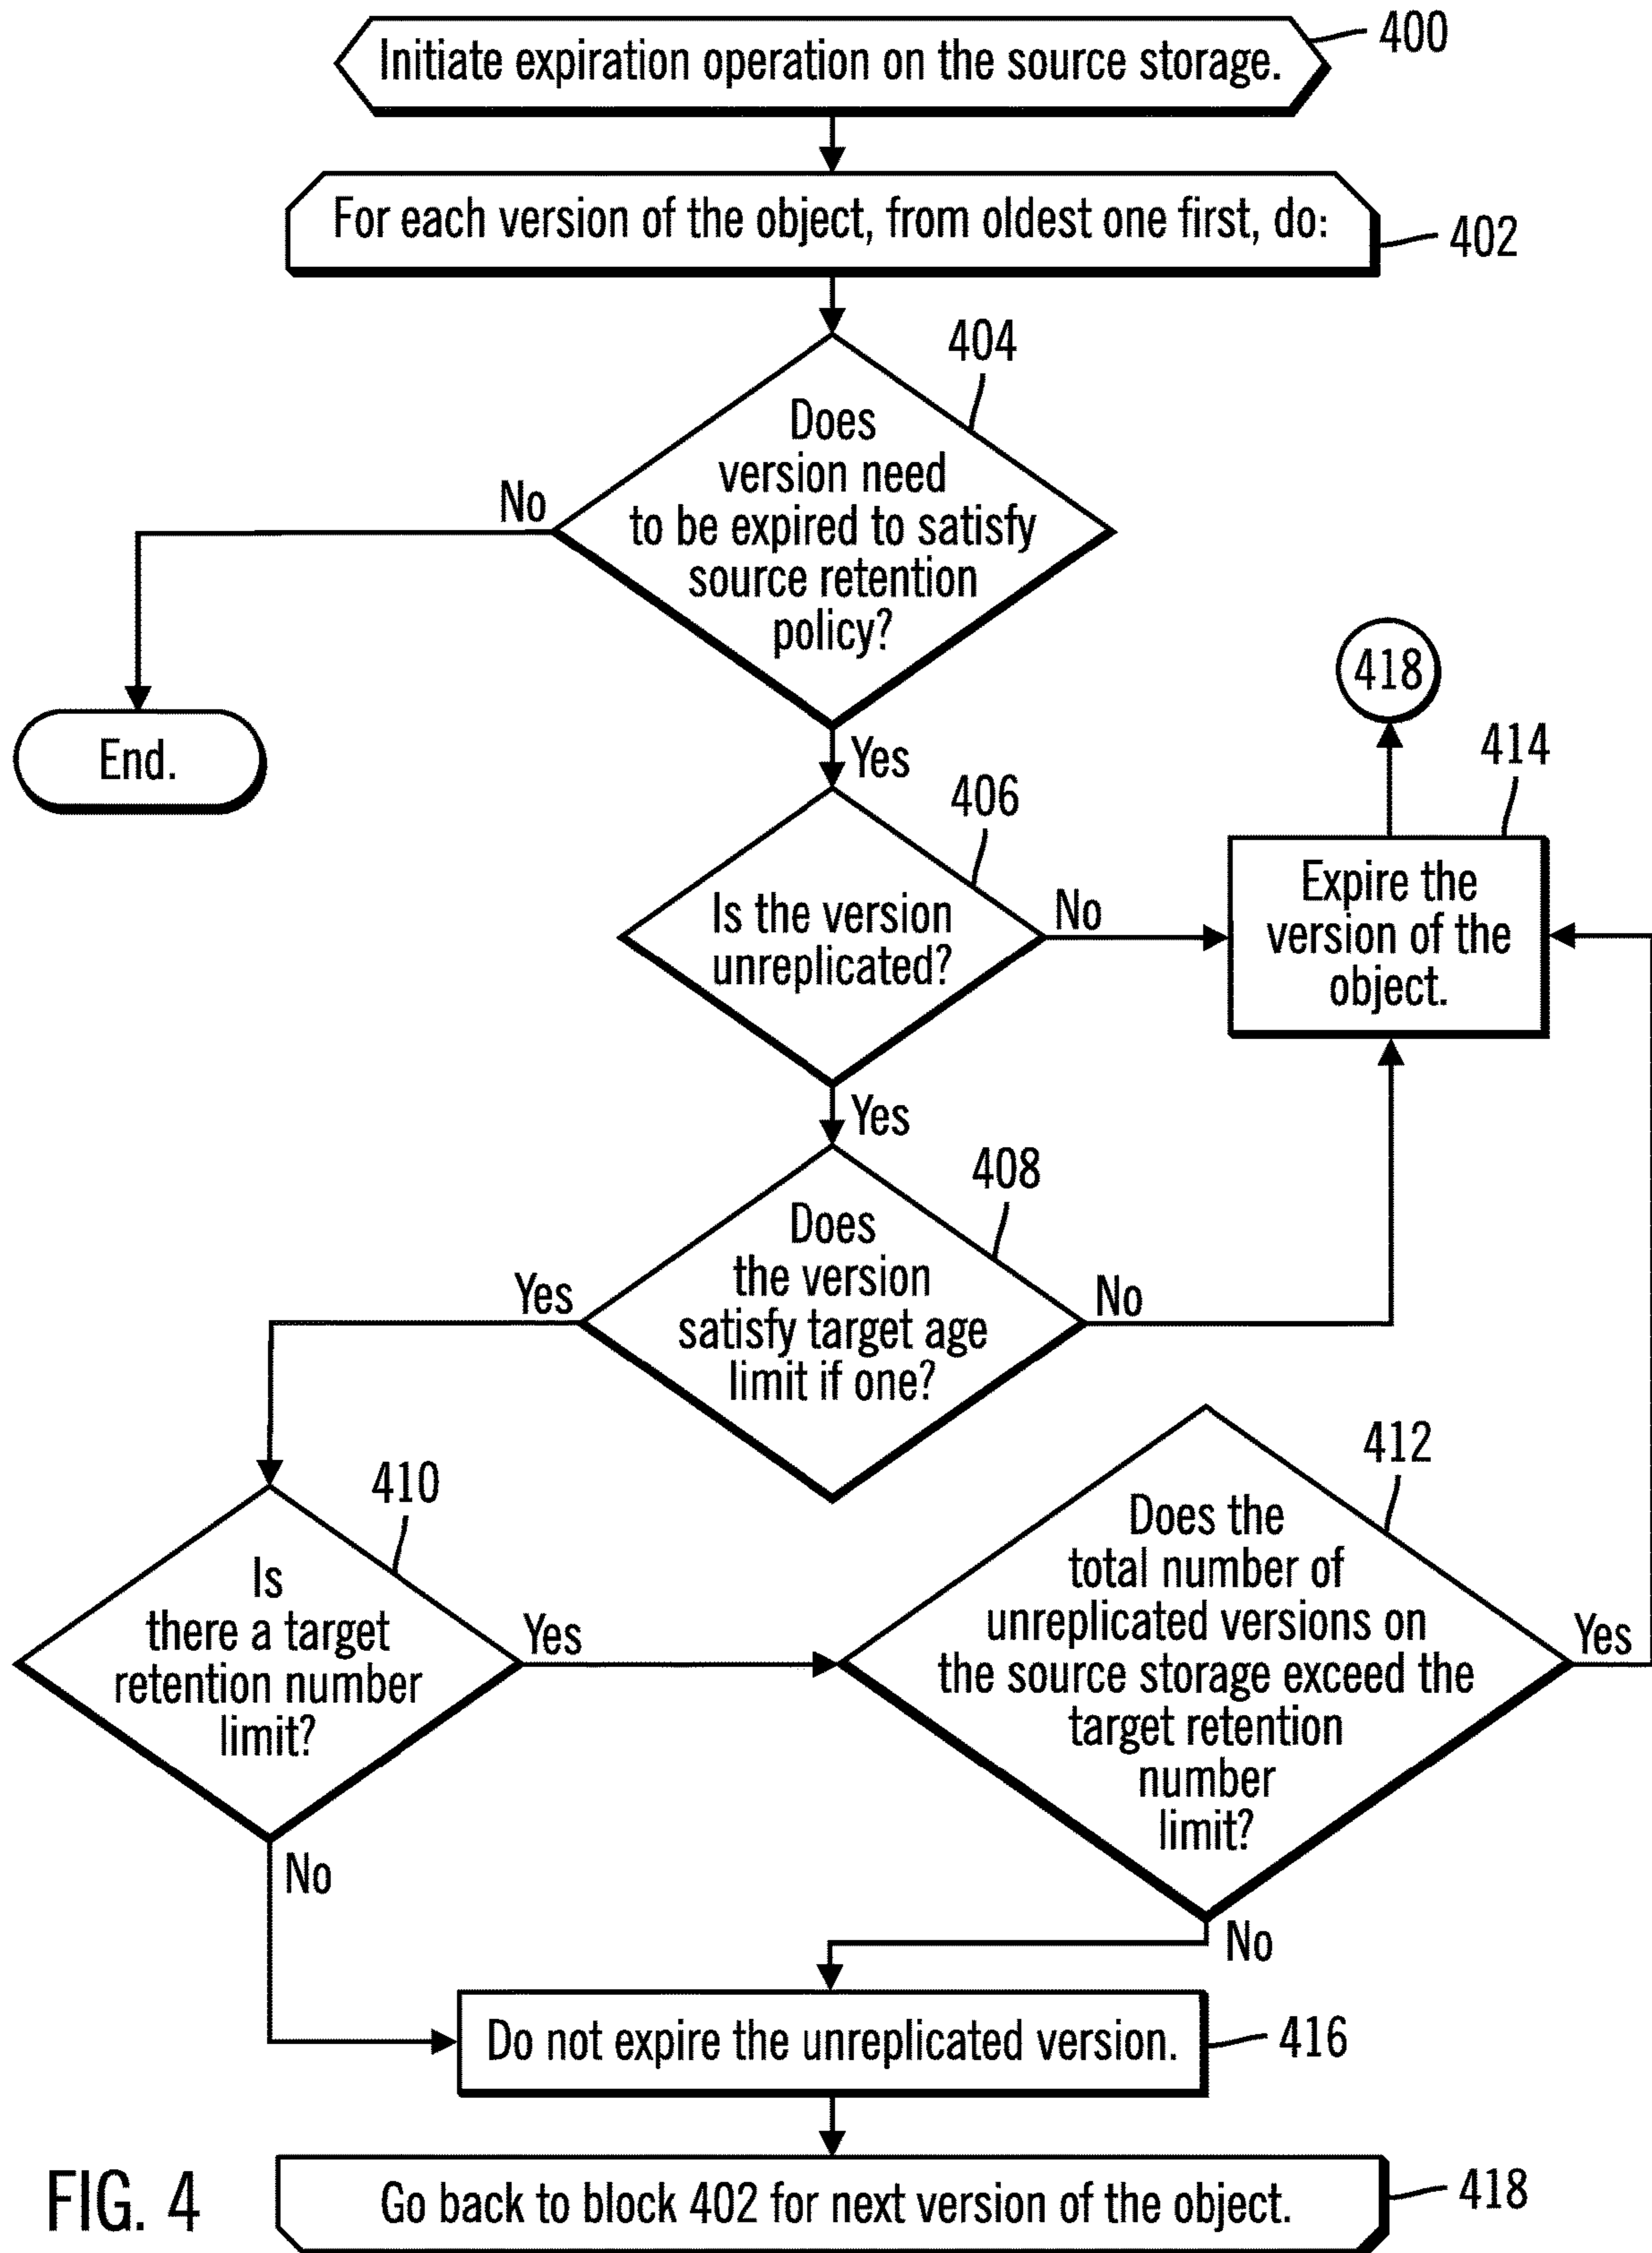 Initiate expiration operation on the source storage.
400
For each version of the object, from oldest one first, do:
402
404
Does
version need
to be expired to satisfy
source retention
policy?
No
End.
Yes
418
414
406
Is the version
unreplicated?
No
Expire the
version of the
object.
Yes
408
Does
the version
satisfy target age
limit if one?
Yes
No
410
Is
there a target
retention number
limit?
Yes
412
Does the
total number of
unreplicated versions on
the source storage exceed the
target retention
number
limit?
Yes
No
No
Do not expire the unreplicated version.
416
Go back to block 402 for next version of the object.
418
FIG. 4